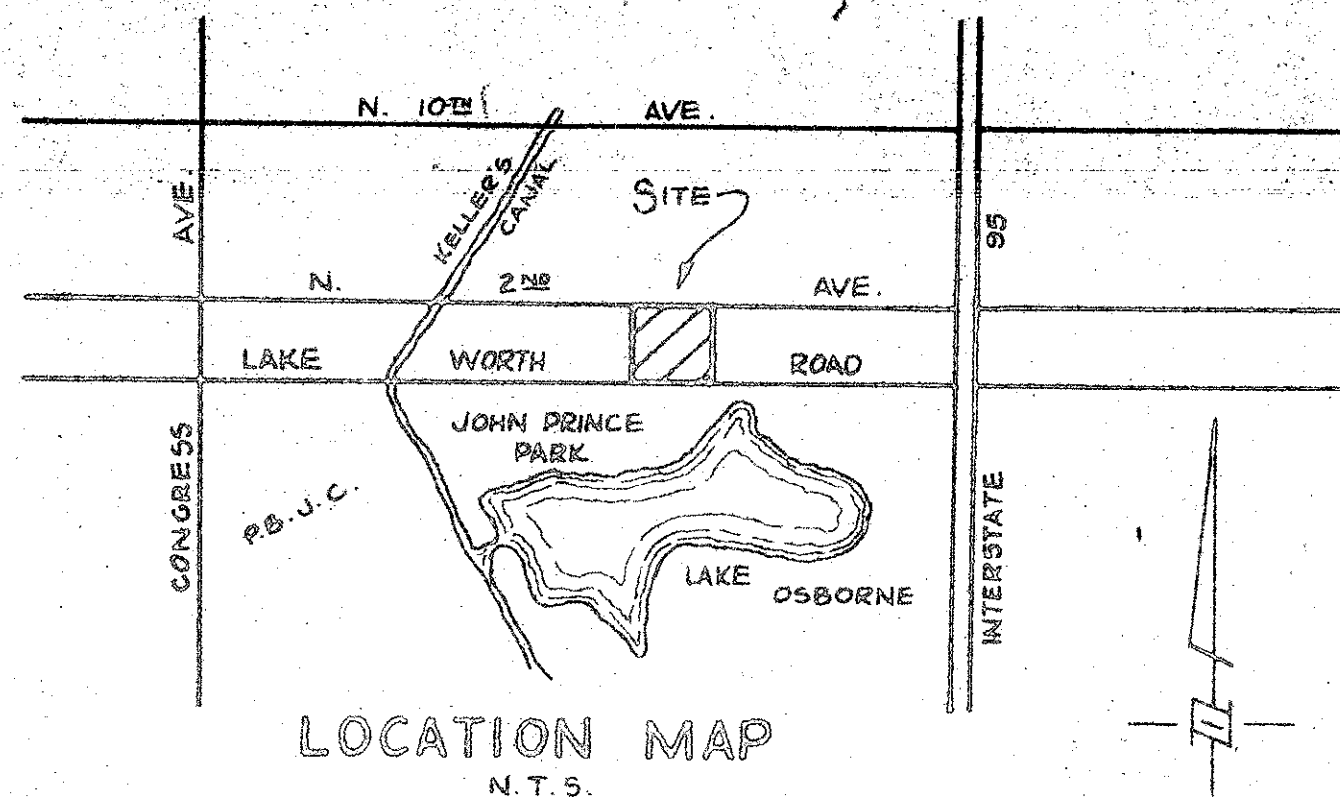 N. 10TH AVE.
KELLER'S
CANAL
SITE
AVE.
95
N. 2ND AVE.
LAKE WORTH ROAD
JOHN PRINCE
PARK
CONGRESS
P.B.J.C.
INTERSTATE
LAKE OSBORNE
LOCATION MAP
N.T.S.
N